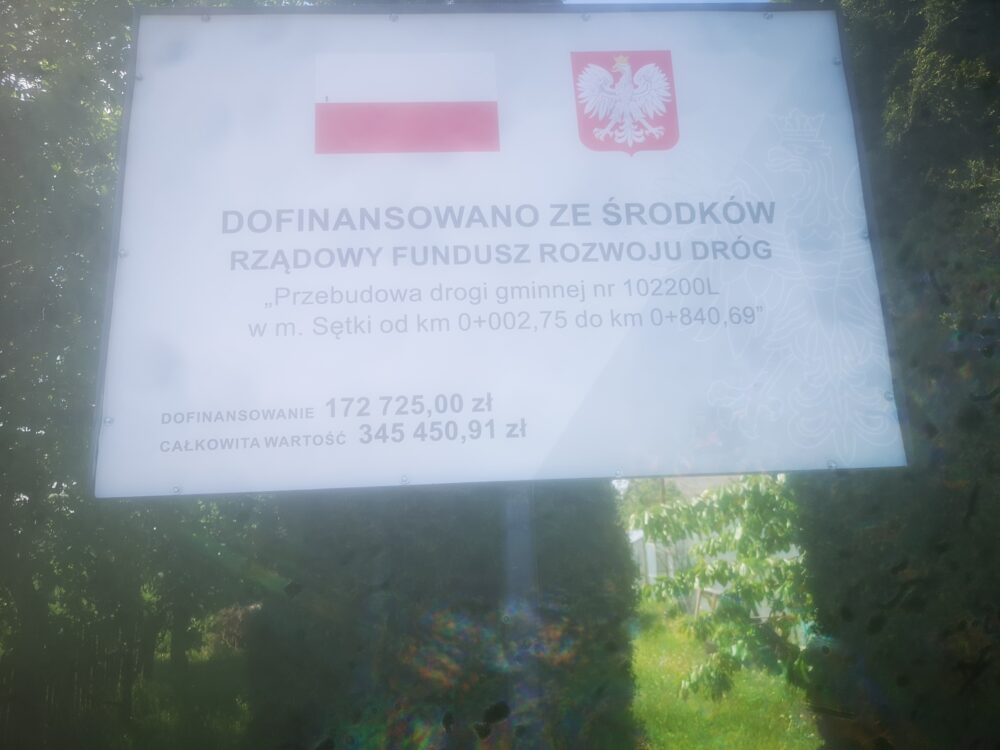 DOFINANSOWANO ZE ŚRODKÓW
RZĄDOWY FUNDUSZ ROZWOJU DRÓG
„Przebudowa drogi gminnej nr 102200L
w m. Sętki od km 0+002,75 do km 0+840,69”
DOFINANSOWANIE 172 725,00 zł
CAŁKOWITA WARTOŚĆ 345 450,91 zł